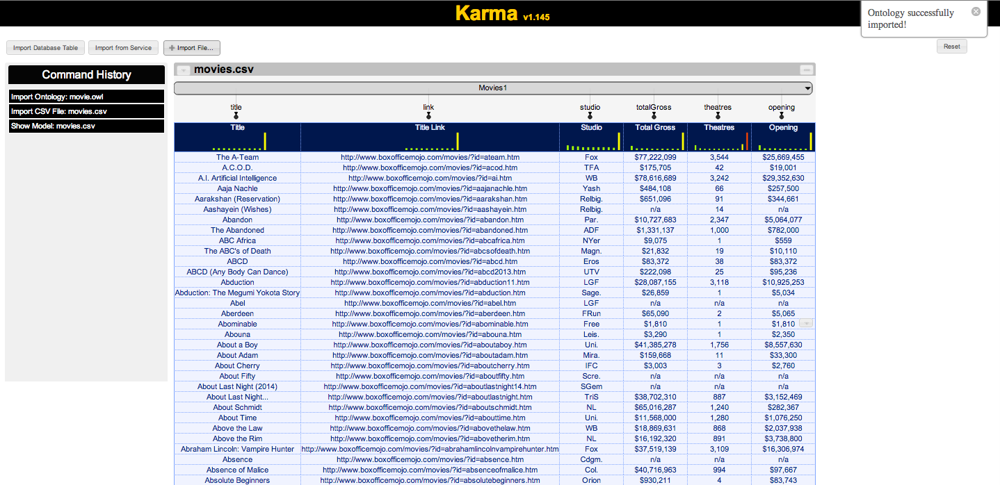 Karma v1.145
Ontology successfully
imported!
Import Database Table Import from Service Import File... Reset
Command History
Import Ontology: movie.owl
Import CSV File: movies.csv
Show Model: movies.csv
movies.csv
Movies1
title link studio totalGross theatres opening
Title Title Link Studio Total Gross Theatres Opening
The A-Team http://www.boxofficemojo.com/movies/?id=ateam.htm Fox $77,222,099 3,544 $25,669,455
A.C.O.D. http://www.boxofficemojo.com/movies/?id=acod.htm TFA $175,705 42 $19,001
A.I. Artificial Intelligence http://www.boxofficemojo.com/movies/?id=ai.htm WB $78,616,689 3,242 $29,352,630
Aaja Nachle http://www.boxofficemojo.com/movies/?id=aajanachle.htm Yash $484,108 66 $257,500
Aarakshan (Reservation) http://www.boxofficemojo.com/movies/?id=aarakshan.htm Relbig. $651,096 91 $344,661
Aashayein (Wishes) http://www.boxofficemojo.com/movies/?id=aashayein.htm Relbig. n/a 14 n/a
Abandon http://www.boxofficemojo.com/movies/?id=abandon.htm Par. $10,727,683 2,347 $5,064,077
The Abandoned http://www.boxofficemojo.com/movies/?id=abandoned.htm ADF $1,331,137 1,000 $782,000
ABC Africa http://www.boxofficemojo.com/movies/?id=abcafrica.htm NYer $9,075 1 $559
The ABC's of Death http://www.boxofficemojo.com/movies/?id=abcsofdeath.htm Magn. $21,832 19 $10,110
ABCD http://www.boxofficemojo.com/movies/?id=abcd.htm Eros $83,372 38 $83,372
ABCD (Any Body Can Dance) http://www.boxofficemojo.com/movies/?id=abcd2013.htm UTV $222,098 25 $95,236
Abduction http://www.boxofficemojo.com/movies/?id=abduction11.htm LGF $28,087,155 3,118 $10,925,253
Abduction: The Megumi Yokota Story http://www.boxofficemojo.com/movies/?id=abduction.htm Sage. $26,859 1 $5,034
Abel http://www.boxofficemojo.com/movies/?id=abel.htm LGF n/a n/a n/a
Aberdeen http://www.boxofficemojo.com/movies/?id=aberdeen.htm FRun $65,090 2 $5,065
Abominable http://www.boxofficemojo.com/movies/?id=abominable.htm Free $1,810 1 $1,810
Abouna http://www.boxofficemojo.com/movies/?id=abouna.htm Leis. $3,290 1 $2,350
About a Boy http://www.boxofficemojo.com/movies/?id=aboutaboy.htm Uni. $41,385,278 1,756 $8,557,630
About Adam http://www.boxofficemojo.com/movies/?id=aboutadam.htm Mira. $159,668 11 $33,300
About Cherry http://www.boxofficemojo.com/movies/?id=aboutcherry.htm IFC $3,003 3 $2,760
About Fifty http://www.boxofficemojo.com/movies/?id=aboutfifty.htm Scre. n/a n/a n/a
About Last Night (2014) http://www.boxofficemojo.com/movies/?id=aboutlastnight14.htm SGem n/a n/a n/a
About Last Night... http://www.boxofficemojo.com/movies/?id=aboutlastnight.htm TriS $38,702,310 887 $3,152,469
About Schmidt http://www.boxofficemojo.com/movies/?id=aboutschmidt.htm NL $65,016,287 1,240 $282,367
About Time http://www.boxofficemojo.com/movies/?id=abouttime.htm Uni. $11,568,000 1,280 $1,076,250
Above the Law http://www.boxofficemojo.com/movies/?id=abovethelaw.htm WB $18,869,631 868 $2,037,938
Above the Rim http://www.boxofficemojo.com/movies/?id=abovetherim.htm NL $16,192,320 891 $3,738,800
Abraham Lincoln: Vampire Hunter http://www.boxofficemojo.com/movies/?id=abrahamlincolnvampirehunter.htm Fox $37,519,139 3,109 $16,306,974
Absence http://www.boxofficemojo.com/movies/?id=absence.htm Cdgm. n/a n/a n/a
Absence of Malice http://www.boxofficemojo.com/movies/?id=absenceofmalice.htm Col. $40,716,963 994 $97,667
Absolute Beginners http://www.boxofficemojo.com/movies/?id=absolutebeginners.htm Orion $930,211 4 $83,743